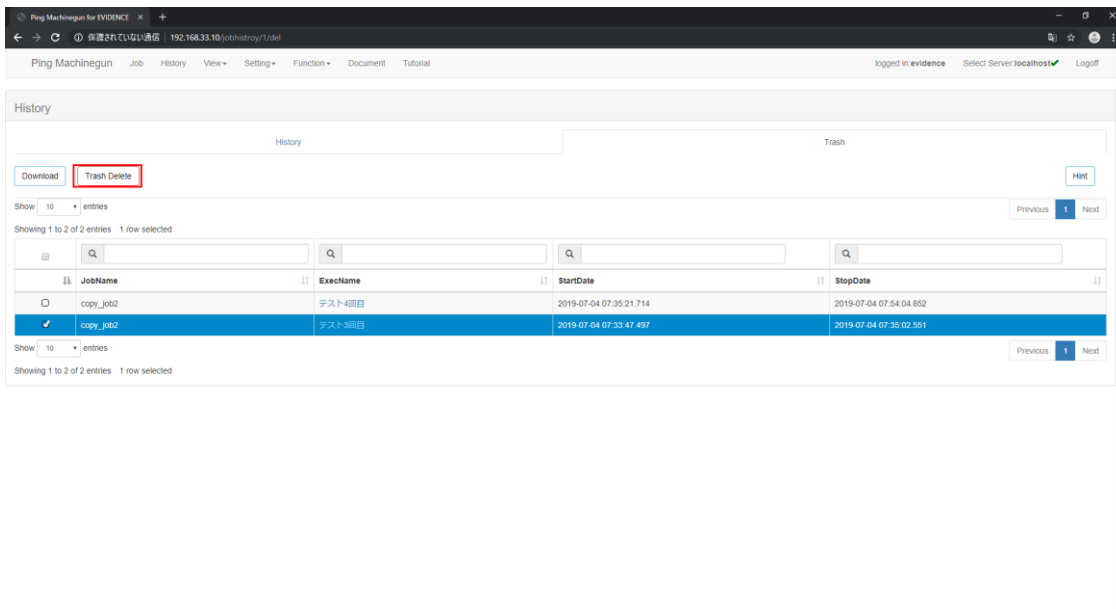 Ping Machinegun for EVIDENCE × +
保護されていない通信 | 192.168.33.10/jobhistroy/1/del
Ping Machinegun Job History View Setting Function Document Tutorial logged in:evidence Select Server:localhost Logoff
History
History Trash
Download Trash Delete Hint
Show 10 entries Previous 1 Next
Showing 1 to 2 of 2 entries 1 row selected
JobName ExecName StartDate StopDate
copy_job2 テスト4回目 2019-07-04 07:35:21.714 2019-07-04 07:54:04.852
copy_job2 テスト3回目 2019-07-04 07:33:47.497 2019-07-04 07:35:02.551
Show 10 entries Previous 1 Next
Showing 1 to 2 of 2 entries 1 row selected